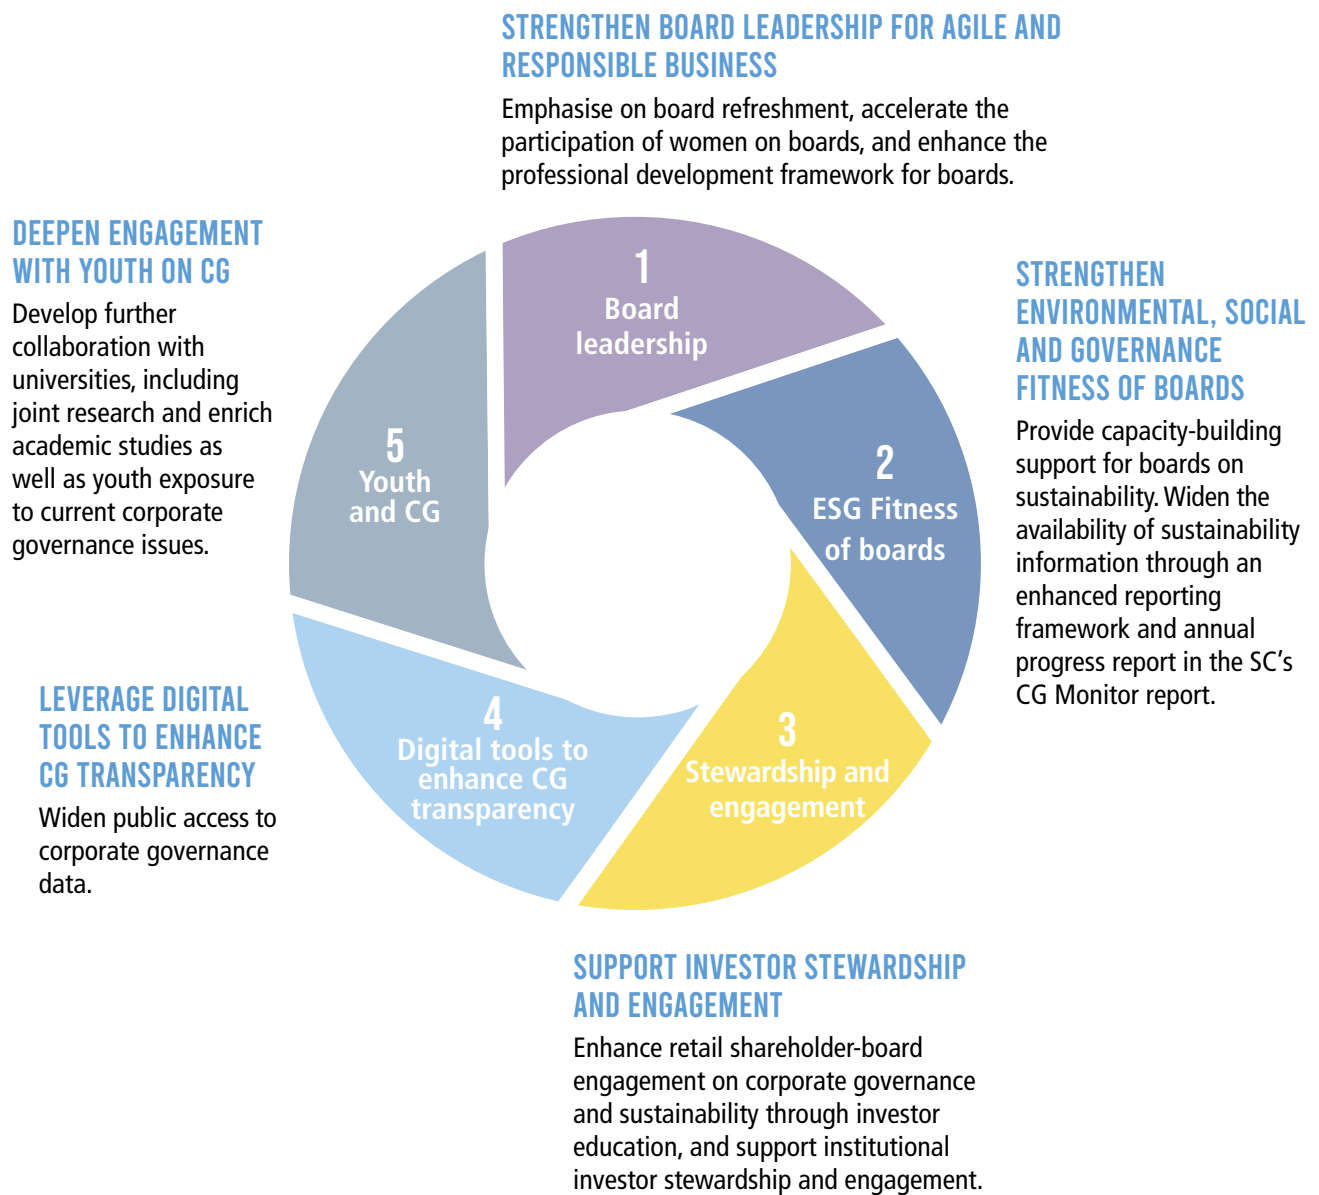 STRENGTHEN BOARD LEADERSHIP FOR AGILE AND
RESPONSIBLE BUSINESS
Emphasise on board refreshment, accelerate the
participation of women on boards, and enhance the
professional development framework for boards.
1
Board
leadership
STRENGTHEN
ENVIRONMENTAL, SOCIAL
AND GOVERNANCE
FITNESS OF BOARDS
Provide capacity-building
support for boards on
sustainability. Widen the
availability of sustainability
information through an
enhanced reporting
framework and annual
progress report in the SC’s
CG Monitor report.
2
ESG Fitness
of boards
3
Stewardship and
engagement
SUPPORT INVESTOR STEWARDSHIP
AND ENGAGEMENT
Enhance retail shareholder-board
engagement on corporate governance
and sustainability through investor
education, and support institutional
investor stewardship and engagement.
4
Digital tools to
enhance CG
transparency
LEVERAGE DIGITAL
TOOLS TO ENHANCE
CG TRANSPARENCY
Widen public access to
corporate governance
data.
5
Youth
and CG
DEEPEN ENGAGEMENT
WITH YOUTH ON CG
Develop further
collaboration with
universities, including
joint research and enrich
academic studies as
well as youth exposure
to current corporate
governance issues.